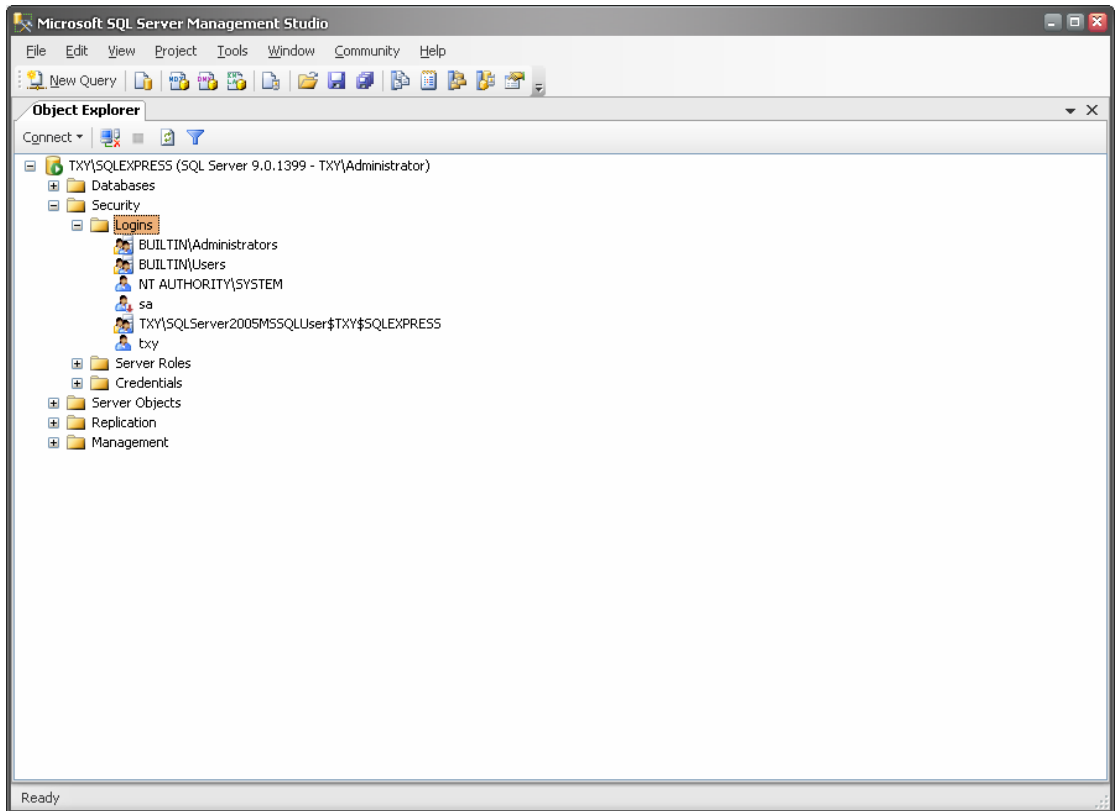 Microsoft SQL Server Management Studio
File Edit View Project Tools Window Community Help
New Query
Object Explorer
Connect
TXY\SQLEXPRESS (SQL Server 9.0.1399 - TXY\Administrator)
Databases
Security
Logins
BUILTIN\Administrators
BUILTIN\Users
NT AUTHORITY\SYSTEM
sa
TXY\SQLServer2005MSSQLUser$TXY$SQLEXPRESS
txy
Server Roles
Credentials
Server Objects
Replication
Management
Ready